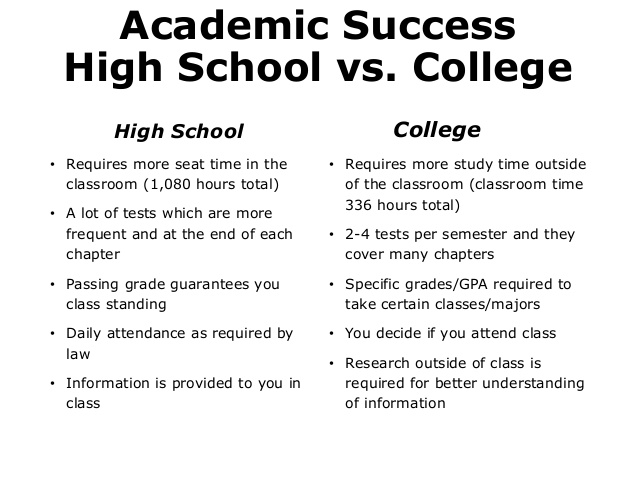 Academic Success
High School vs. College
High School
• Requires more seat time in the
classroom (1,080 hours total)
• A lot of tests which are more
frequent and at the end of each
chapter
• Passing grade guarantees you
class standing
• Daily attendance as required by
law
• Information is provided to you in
class
College
• Requires more study time outside
of the classroom (classroom time
336 hours total)
• 2-4 tests per semester and they
cover many chapters
• Specific grades/GPA required to
take certain classes/majors
• You decide if you attend class
• Research outside of class is
required for better understanding
of information